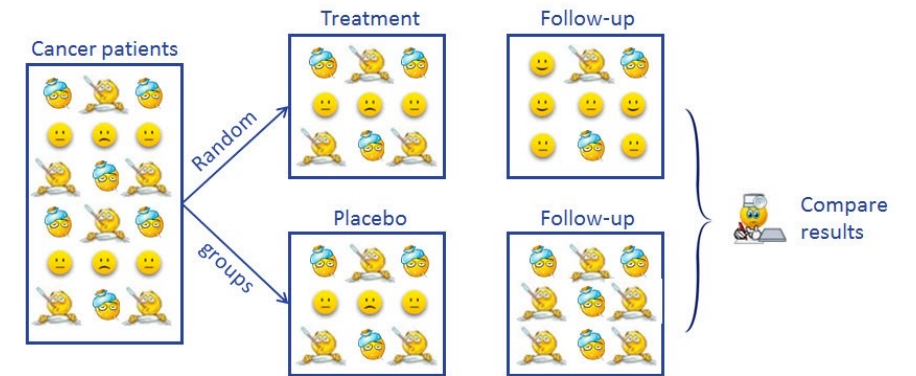 Cancer patients
Random
groups
Treatment
Follow-up
Placebo
Follow-up
Compare
results